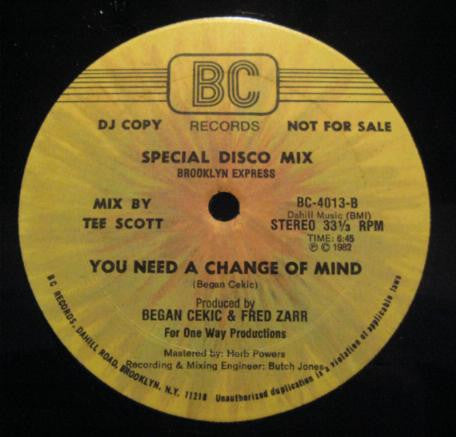 BC
DJ COPY RECORDS NOT FOR SALE
SPECIAL DISCO MIX
BROOKLYN EXPRESS
MIX BY
TEE SCOTT
BC-4013-B
Dahill Music (BMI)
STEREO 33⅓ RPM
TIME: 6:45
℗ © 1982
YOU NEED A CHANGE OF MIND
(Began Cekic)
Produced by
BEGAN CEKIC & FRED ZARR
For One Way Productions
Mastered by: Herb Powers
Recording & Mixing Engineer: Butch Jones
BC RECORDS, DAHILL ROAD, BROOKLYN, N.Y. 11218 Unauthorized duplication is a violation of applicable laws